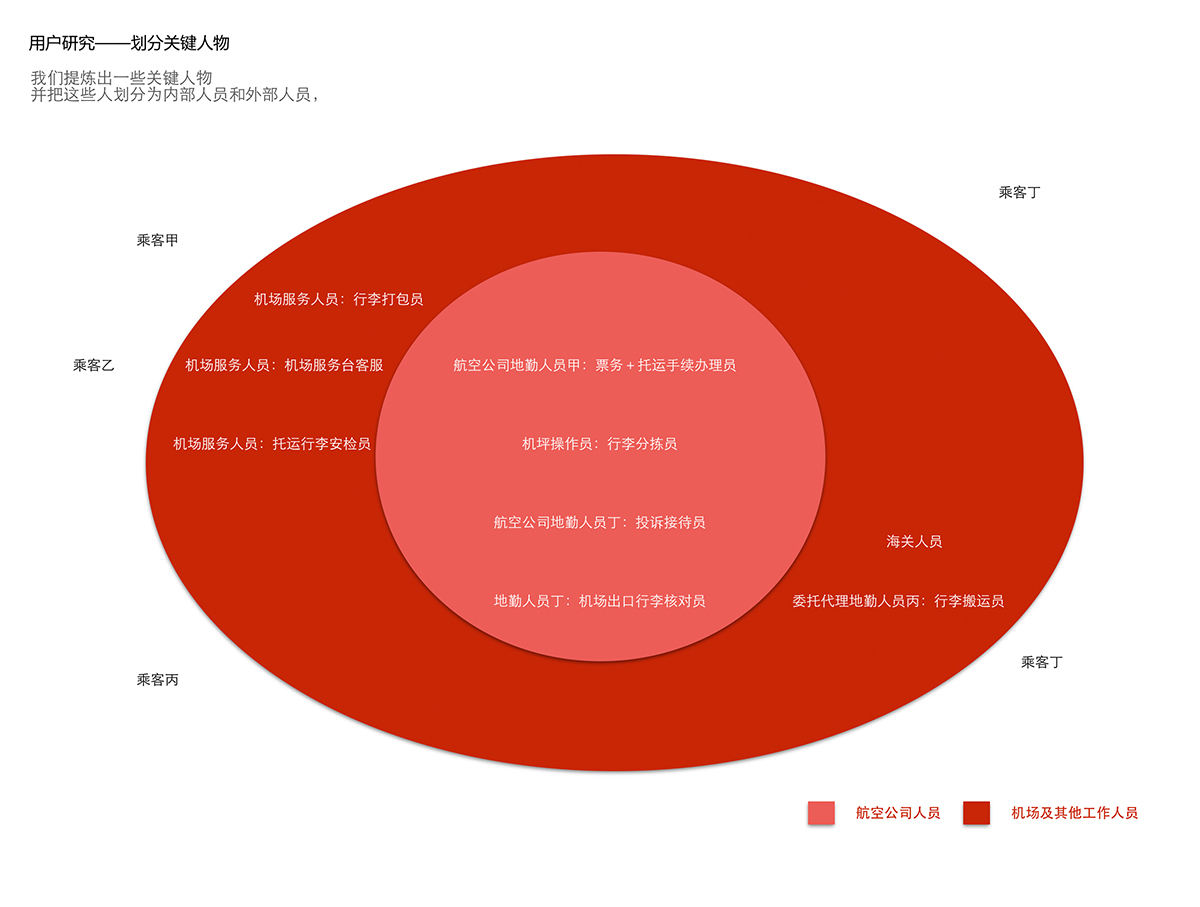 用户研究——划分关键人物
我们提炼出一些关键人物
并把这些人划分为内部人员和外部人员，
乘客丁
乘客甲
机场服务人员：行李打包员
乘客乙
机场服务人员：机场服务台客服
航空公司地勤人员甲：票务＋托运手续办理员
机场服务人员：托运行李安检员
机坪操作员：行李分拣员
航空公司地勤人员丁：投诉接待员
海关人员
地勤人员丁：机场出口行李核对员
委托代理地勤人员丙：行李搬运员
乘客丁
乘客丙
航空公司人员
机场及其他工作人员